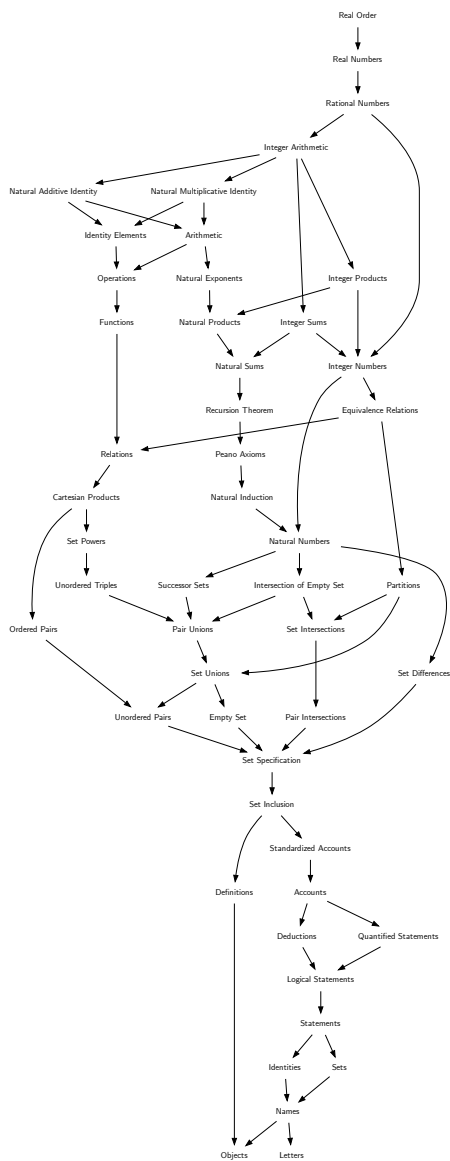 Real Order
Real Numbers
Rational Numbers
Integer Arithmetic
Natural Additive Identity
Natural Multiplicative Identity
Identity Elements
Arithmetic
Operations
Natural Exponents
Integer Products
Functions
Natural Products
Integer Sums
Natural Sums
Integer Numbers
Recursion Theorem
Equivalence Relations
Relations
Peano Axioms
Cartesian Products
Natural Induction
Set Powers
Natural Numbers
Unordered Triples
Successor Sets
Intersection of Empty Set
Partitions
Ordered Pairs
Pair Unions
Set Intersections
Set Unions
Set Differences
Unordered Pairs
Empty Set
Pair Intersections
Set Specification
Set Inclusion
Standardized Accounts
Definitions
Accounts
Deductions
Quantified Statements
Logical Statements
Statements
Identities
Sets
Names
Objects
Letters